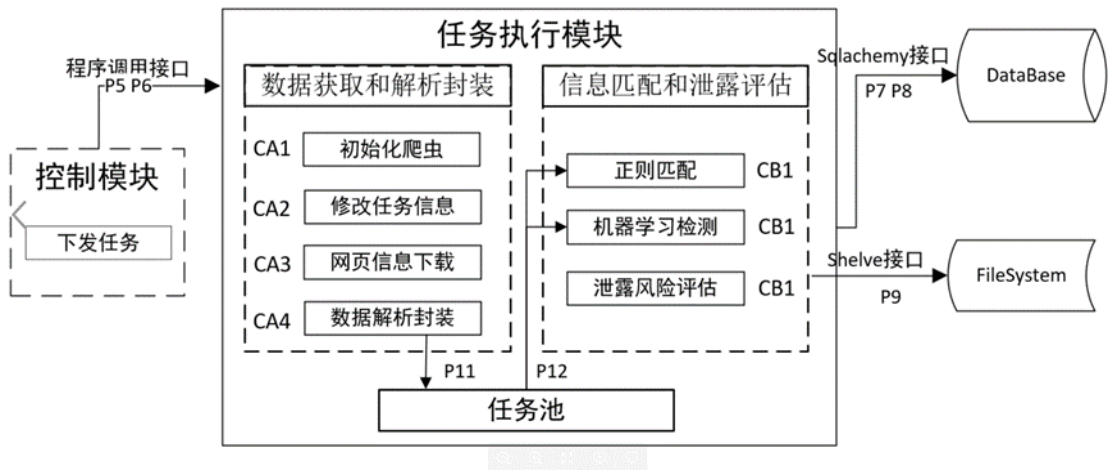 任务执行模块
程序调用接口
P5 P6
控制模块
下发任务
数据获取和解析封装
CA1 初始化爬虫
CA2 修改任务信息
CA3 网页信息下载
CA4 数据解析封装
信息匹配和泄露评估
正则匹配 CB1
机器学习检测 CB1
泄露风险评估 CB1
P11
P12
任务池
Sqlachemy接口
P7 P8
DataBase
Shelve接口
P9
FileSystem